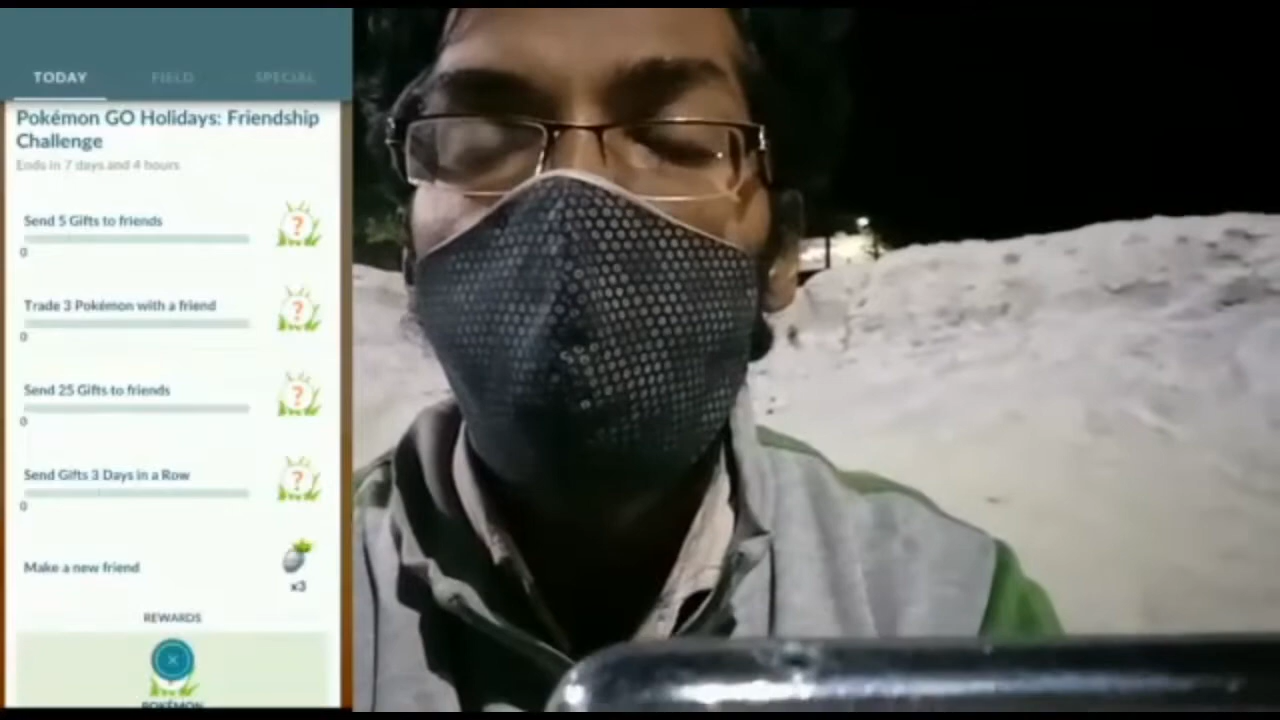 TODAY FIELD SPECIAL
Pokémon GO Holidays: Friendship
Challenge
Ends in 7 days and 4 hours
Send 5 Gifts to friends
?
0
Trade 3 Pokémon with a friend
?
0
Send 25 Gifts to friends
?
0
Send Gifts 3 Days in a Row
?
0
Make a new friend
x3
REWARDS
POKÉMON